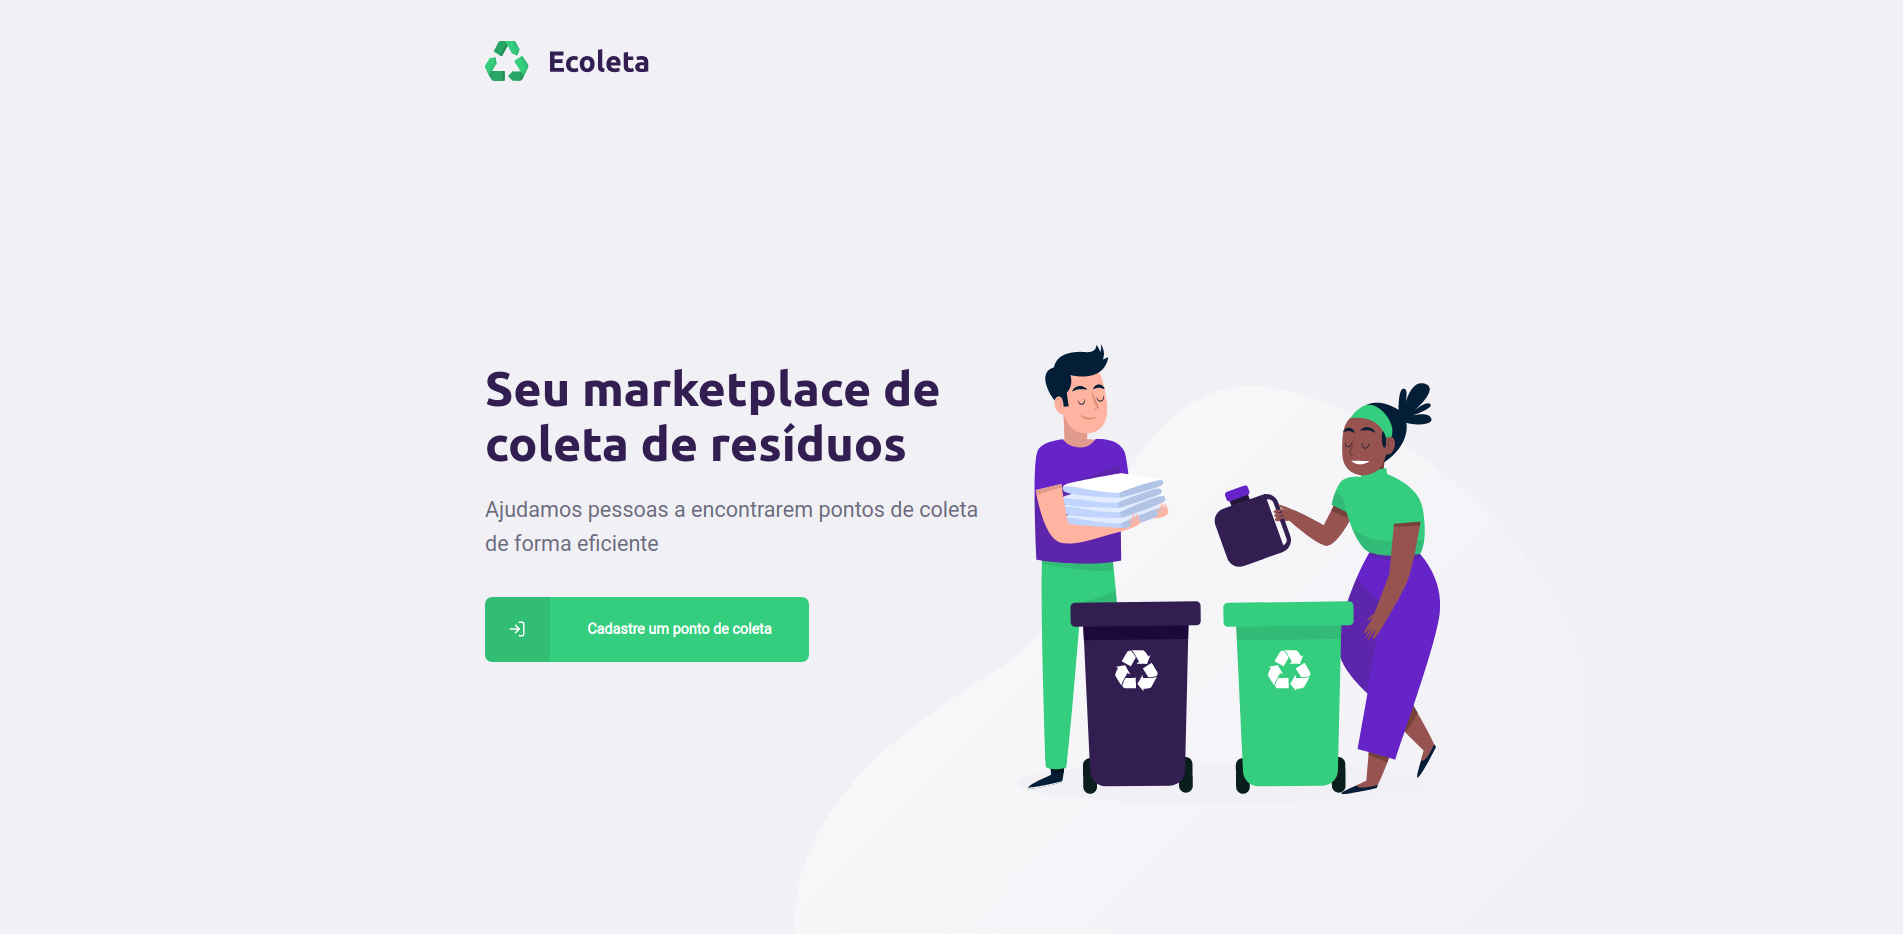 Ecoleta
Seu marketplace de
coleta de resíduos
Ajudamos pessoas a encontrarem pontos de coleta
de forma eficiente
Cadastre um ponto de coleta